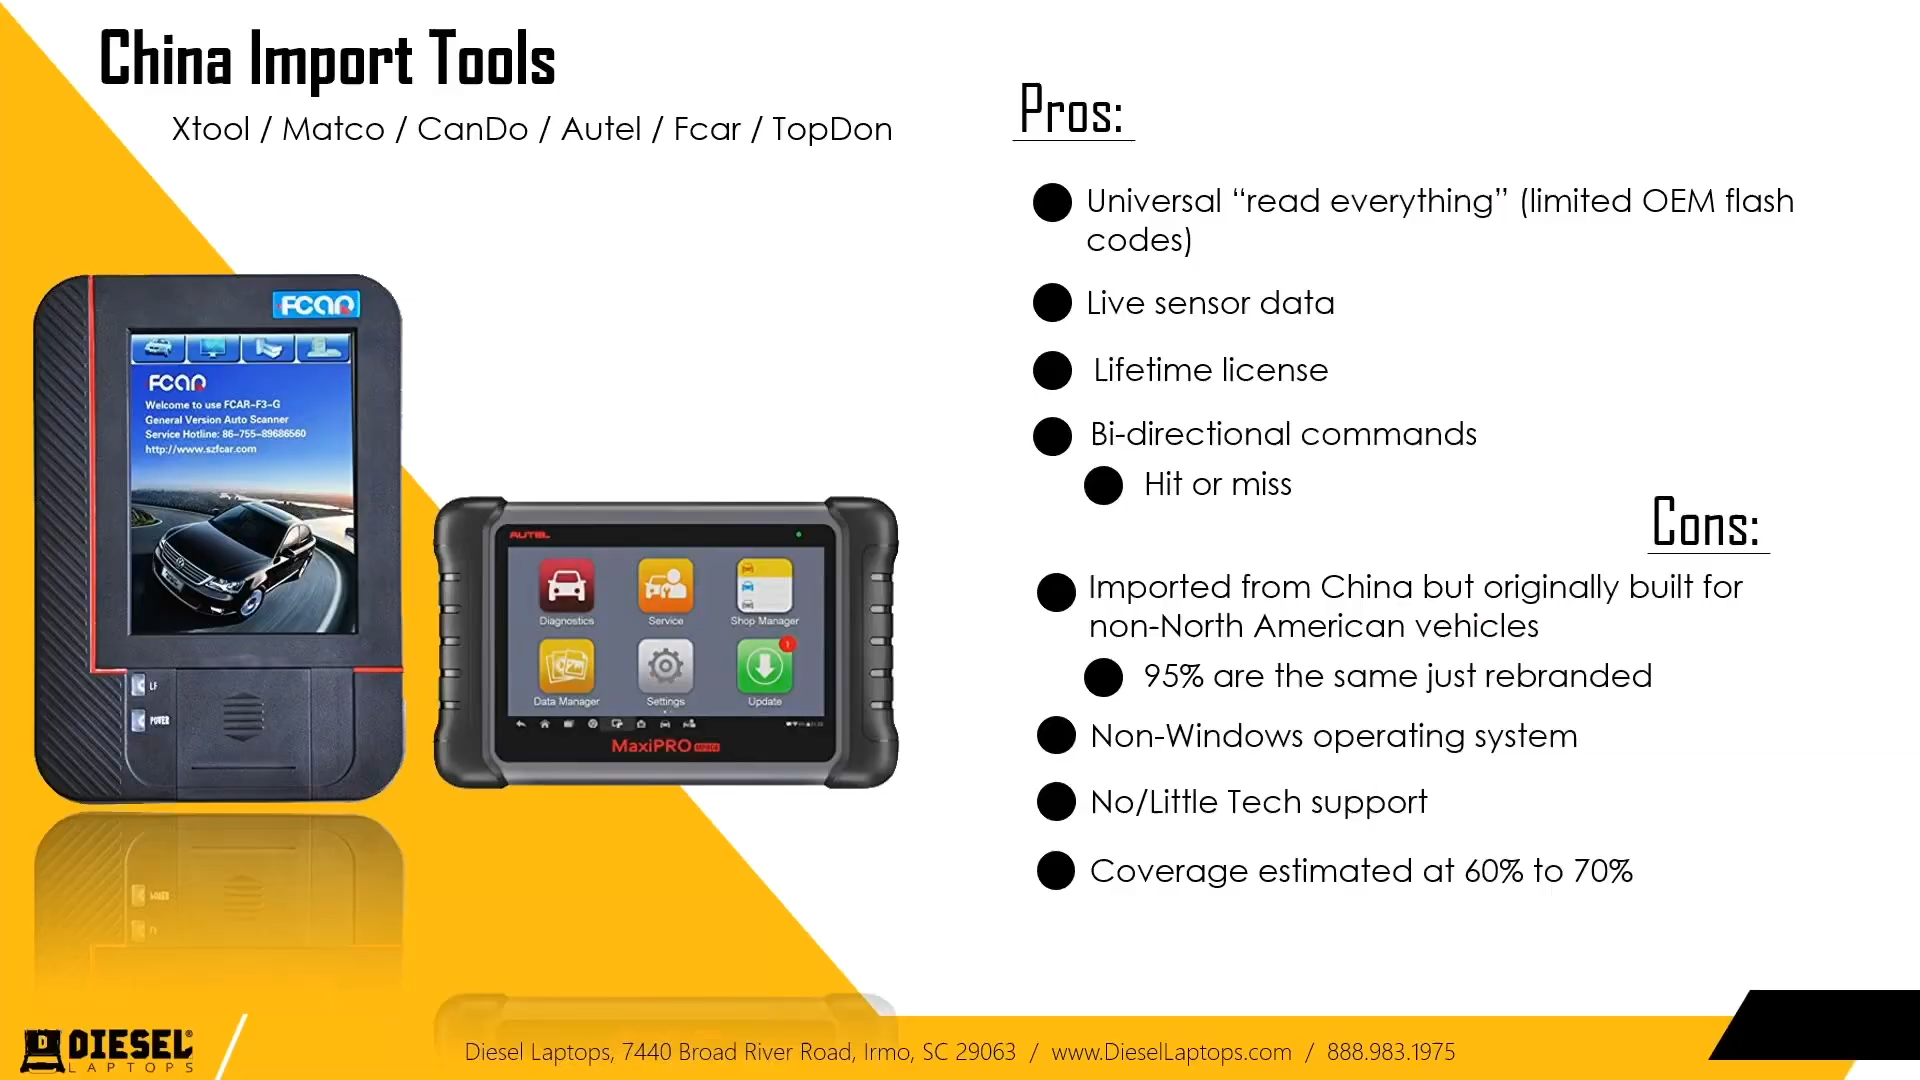 China Import Tools
Xtool / Matco / CanDo / Autel / Fcar / TopDon
Pros:
Universal “read everything” (limited OEM flash
codes)
Live sensor data
Lifetime license
Bi-directional commands
Hit or miss
Cons:
Imported from China but originally built for
non-North American vehicles
95% are the same just rebranded
Non-Windows operating system
No/Little Tech support
Coverage estimated at 60% to 70%
FCAR
FCAR
Welcome to use FCAR-F3-G
General Version Auto Scanner
Service Hotline: 86-755-89686560
http://www.szfcar.com
LF
POWER
AUTEL
Diagnostics
Service
Shop Manager
1
Data Manager
Settings
Update
MaxiPRO
DIESEL®
LAPTOPS
Diesel Laptops, 7440 Broad River Road, Irmo, SC 29063 / www.DieselLaptops.com / 888.983.1975